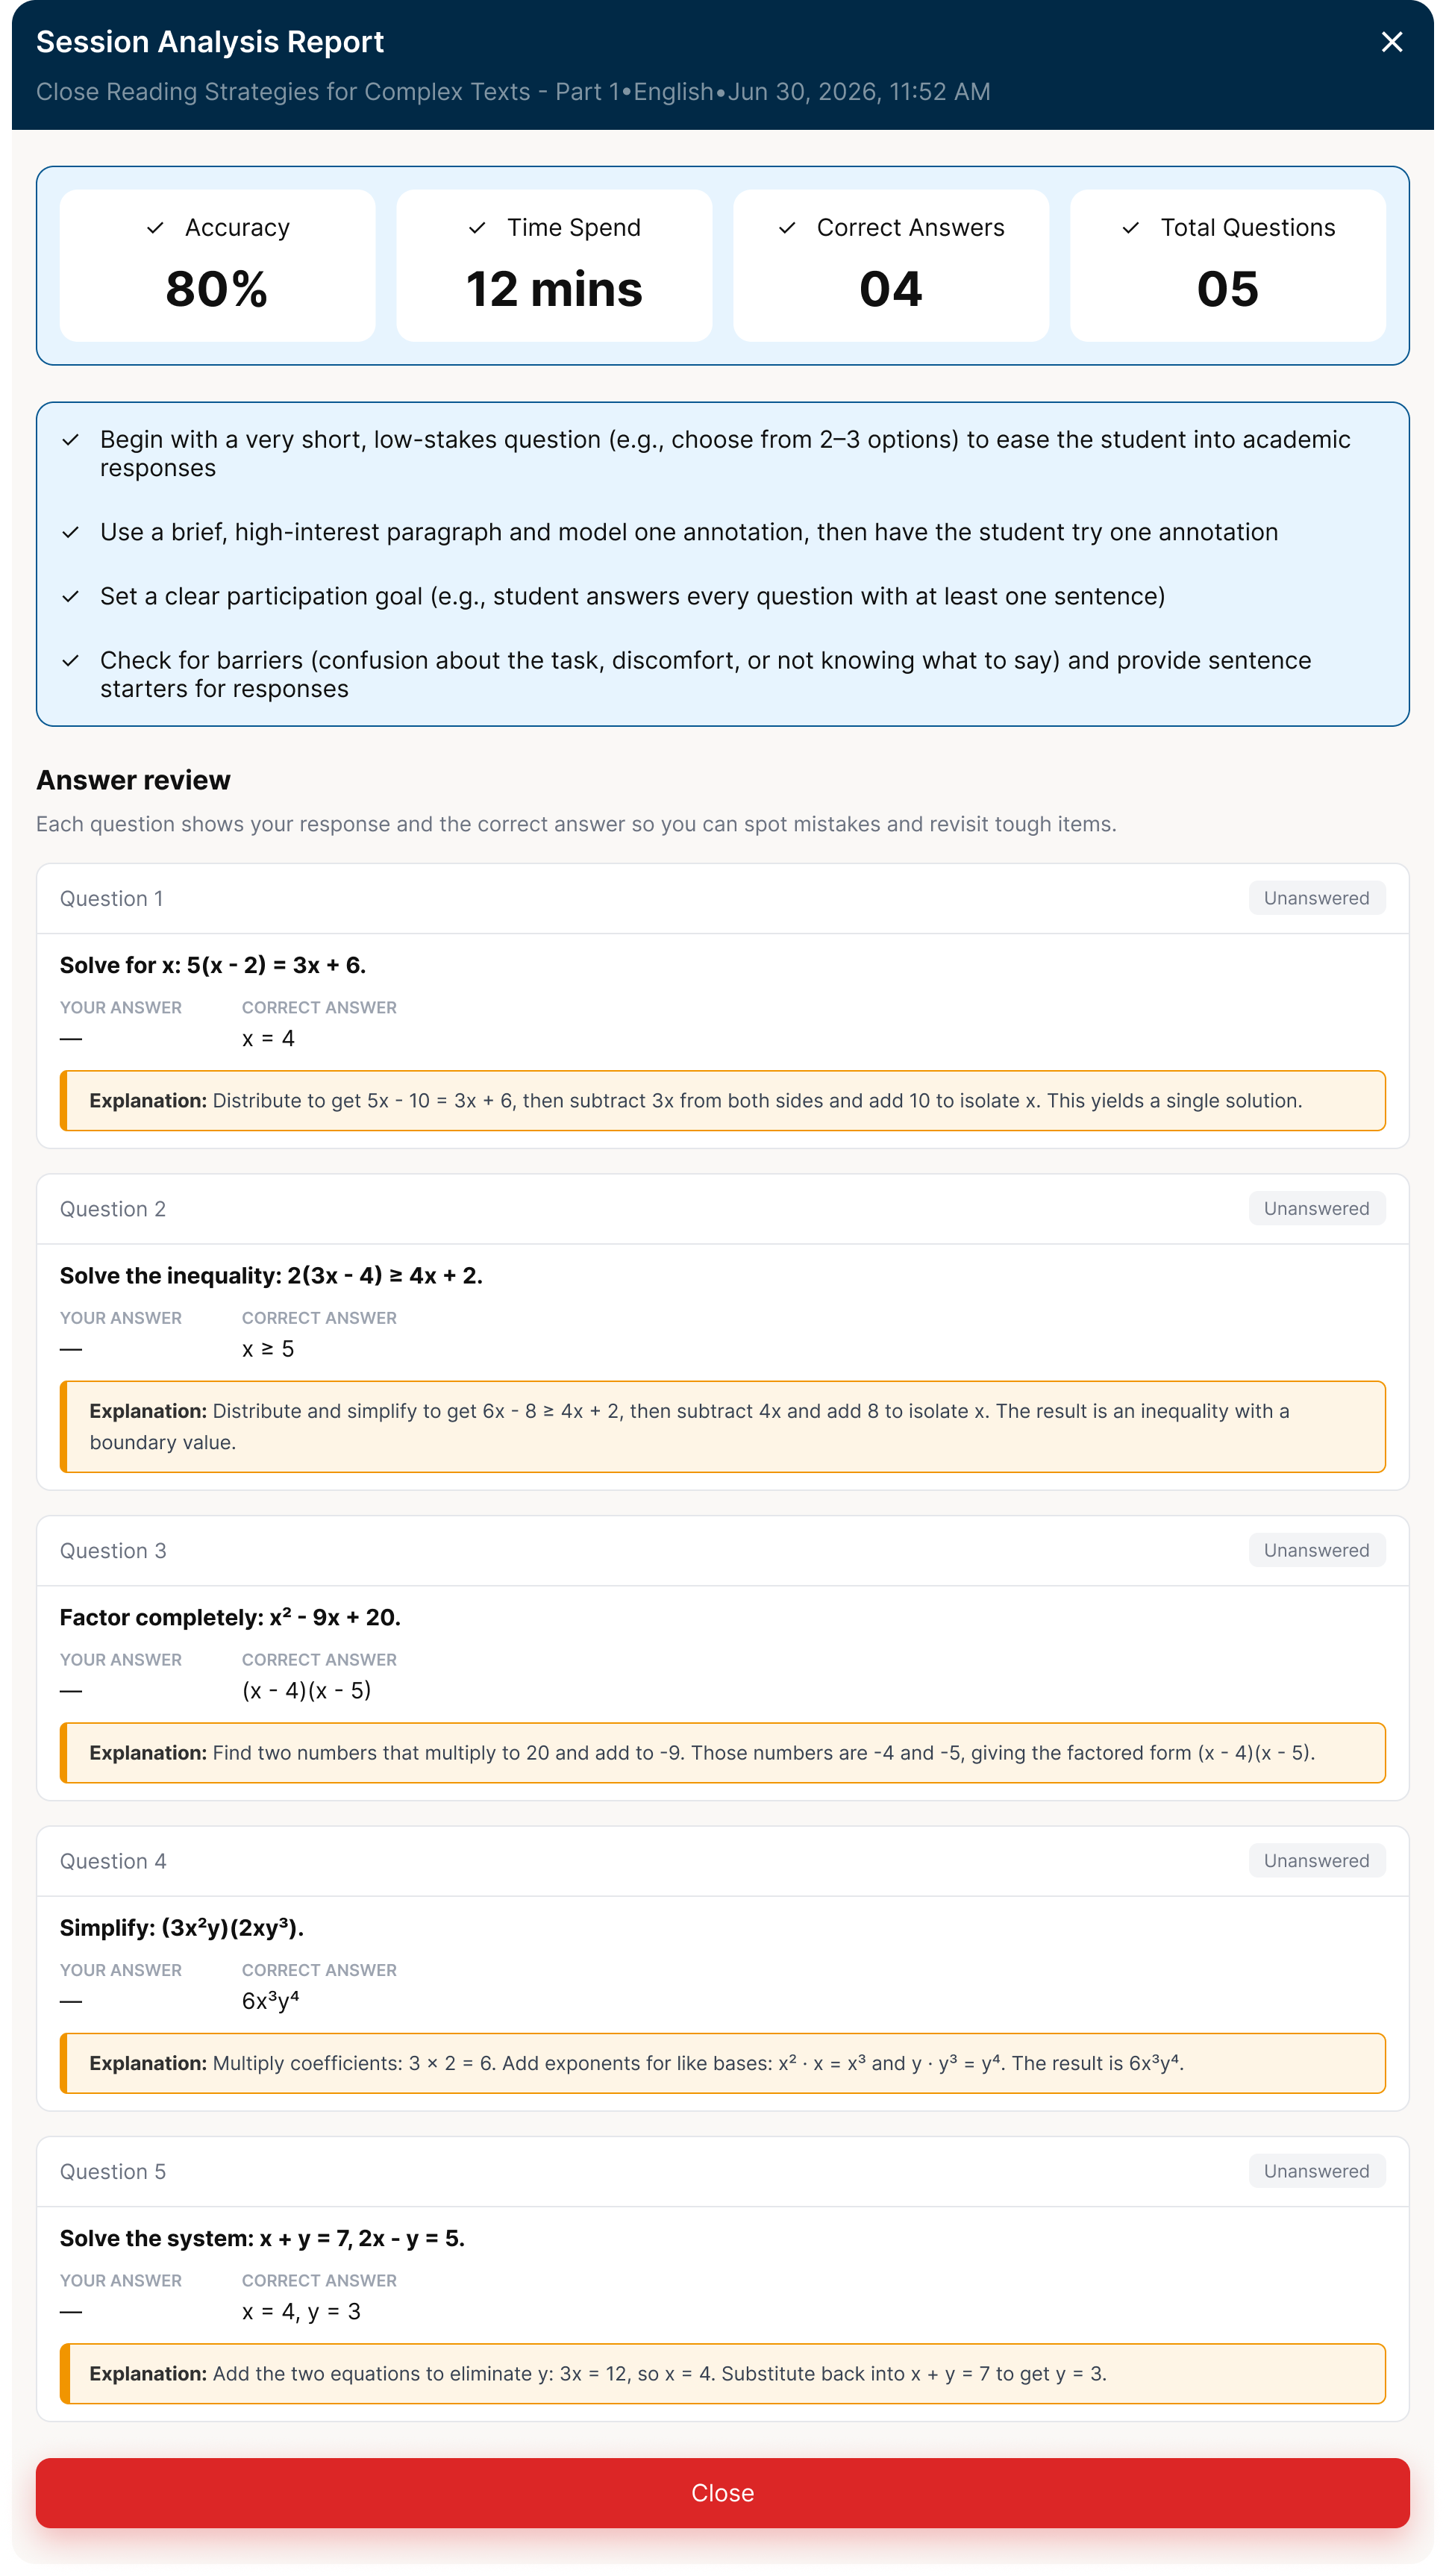 Session Analysis Report
Close Reading Strategies for Complex Texts - Part 1•English•Jun 30, 2026, 11:52 AM
Accuracy
80%
Time Spend
12 mins
Correct Answers
04
Total Questions
05
Begin with a very short, low-stakes question (e.g., choose from 2–3 options) to ease the student into academic
responses
Use a brief, high-interest paragraph and model one annotation, then have the student try one annotation
Set a clear participation goal (e.g., student answers every question with at least one sentence)
Check for barriers (confusion about the task, discomfort, or not knowing what to say) and provide sentence
starters for responses
Answer review
Each question shows your response and the correct answer so you can spot mistakes and revisit tough items.
Question 1
Unanswered
Solve for x: 5(x - 2) = 3x + 6.
YOUR ANSWER
—
CORRECT ANSWER
x = 4
Explanation: Distribute to get 5x - 10 = 3x + 6, then subtract 3x from both sides and add 10 to isolate x. This yields a single solution.
Question 2
Unanswered
Solve the inequality: 2(3x - 4) ≥ 4x + 2.
YOUR ANSWER
—
CORRECT ANSWER
x ≥ 5
Explanation: Distribute and simplify to get 6x - 8 ≥ 4x + 2, then subtract 4x and add 8 to isolate x. The result is an inequality with a
boundary value.
Question 3
Unanswered
Factor completely: x² - 9x + 20.
YOUR ANSWER
—
CORRECT ANSWER
(x - 4)(x - 5)
Explanation: Find two numbers that multiply to 20 and add to -9. Those numbers are -4 and -5, giving the factored form (x - 4)(x - 5).
Question 4
Unanswered
Simplify: (3x²y)(2xy³).
YOUR ANSWER
—
CORRECT ANSWER
6x³y⁴
Explanation: Multiply coefficients: 3 × 2 = 6. Add exponents for like bases: x² · x = x³ and y · y³ = y⁴. The result is 6x³y⁴.
Question 5
Unanswered
Solve the system: x + y = 7, 2x - y = 5.
YOUR ANSWER
—
CORRECT ANSWER
x = 4, y = 3
Explanation: Add the two equations to eliminate y: 3x = 12, so x = 4. Substitute back into x + y = 7 to get y = 3.
Close